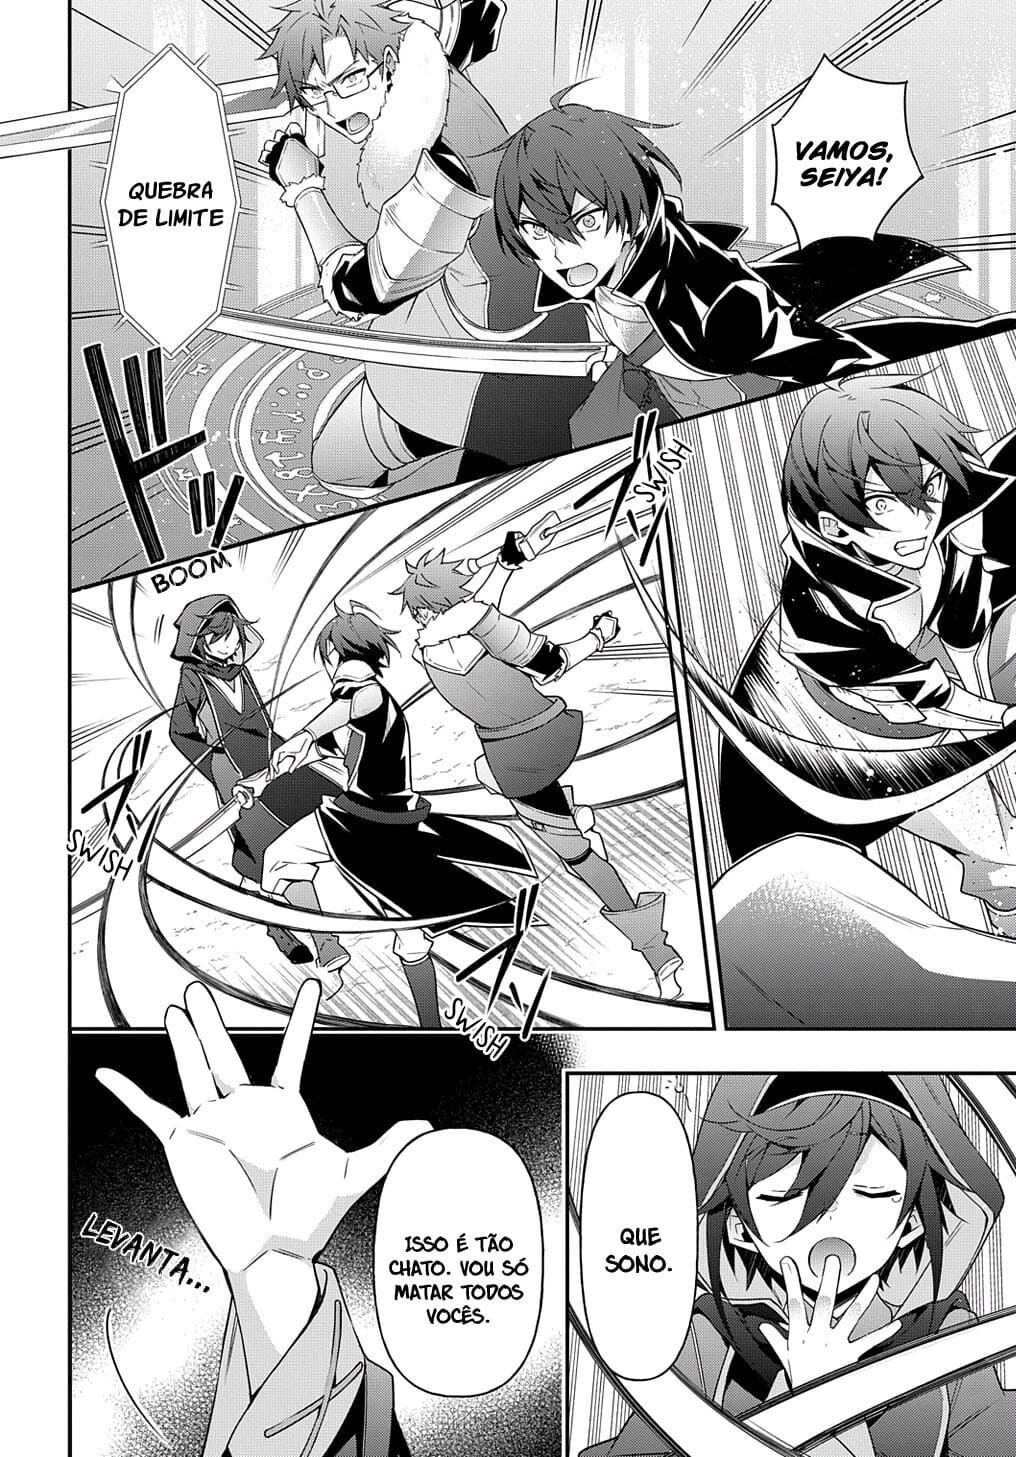 VAMOS,
SEIYA!
QUEBRA
DE LIMITE
BOOM
SWISH
SWISH
SWISH
QUE
SONO.
ISSO É TÃO
CHATO. VOU SÓ
MATAR TODOS
VOCÊS.
LEVANTA...